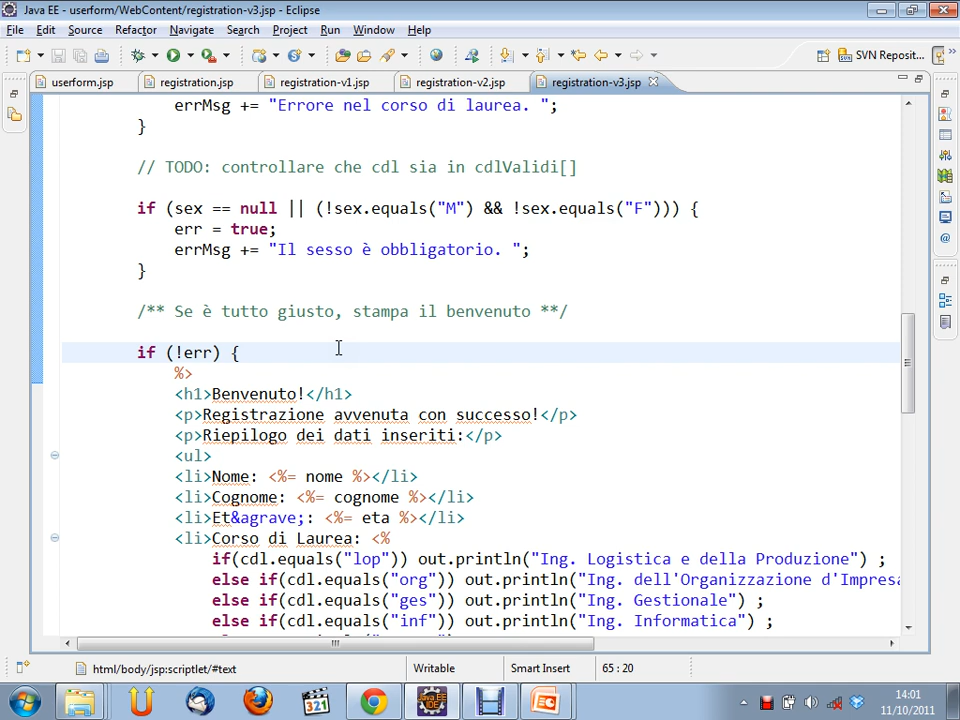 Java EE - userform/WebContent/registration-v3.jsp - Eclipse
File Edit Source Refactor Navigate Search Project Run Window Help
SVN Reposit... »
userform.jsp registration.jsp registration-v1.jsp registration-v2.jsp registration-v3.jsp
errMsg += "Errore nel corso di laurea. ";
}
// TODO: controllare che cdl sia in cdlValidi[]
if (sex == null || (!sex.equals("M") && !sex.equals("F"))) {
err = true;
errMsg += "Il sesso è obbligatorio. ";
}
/** Se è tutto giusto, stampa il benvenuto **/
if (!err) {
%>
<h1>Benvenuto!</h1>
<p>Registrazione avvenuta con successo!</p>
<p>Riepilogo dei dati inseriti:</p>
<ul>
<li>Nome: <%= nome %></li>
<li>Cognome: <%= cognome %></li>
<li>Et&agrave;: <%= eta %></li>
<li>Corso di Laurea: <%
if(cdl.equals("lop")) out.println("Ing. Logistica e della Produzione") ;
else if(cdl.equals("org")) out.println("Ing. dell'Organizzazione d'Impresa
else if(cdl.equals("ges")) out.println("Ing. Gestionale") ;
else if(cdl.equals("inf")) out.println("Ing. Informatica") ;
html/body/jsp:scriptlet/#text Writable Smart Insert 65 : 20
321
Java EE IDE
14:01
11/10/2011